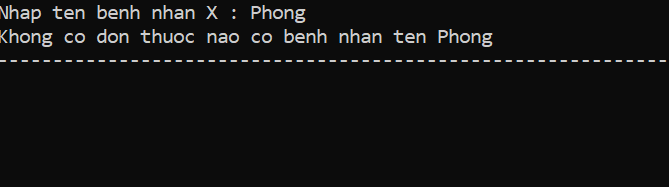 Nhap ten benh nhan X : Phong
Khong co don thuoc nao co benh nhan ten Phong
-------------------------------------------------------------